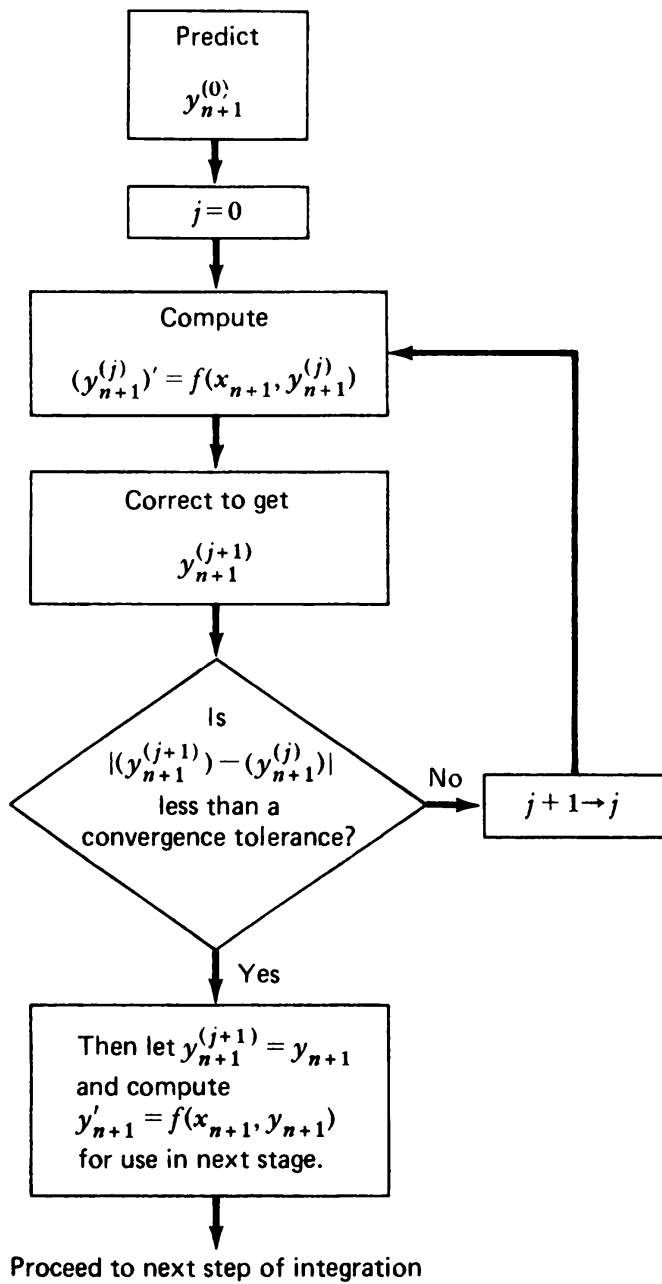 Predict
y_{n+1}^{(0)}
j=0
Compute
(y_{n+1}^{(j)})′ = f(x_{n+1}, y_{n+1}^{(j)})
Correct to get
y_{n+1}^{(j+1)}
Is
|(y_{n+1}^{(j+1)}) − (y_{n+1}^{(j)})|
less than a
convergence tolerance?
No
j + 1→j
Yes
Then let y_{n+1}^{(j+1)} = y_{n+1}
and compute
y′_{n+1} = f(x_{n+1}, y_{n+1})
for use in next stage.
Proceed to next step of integration